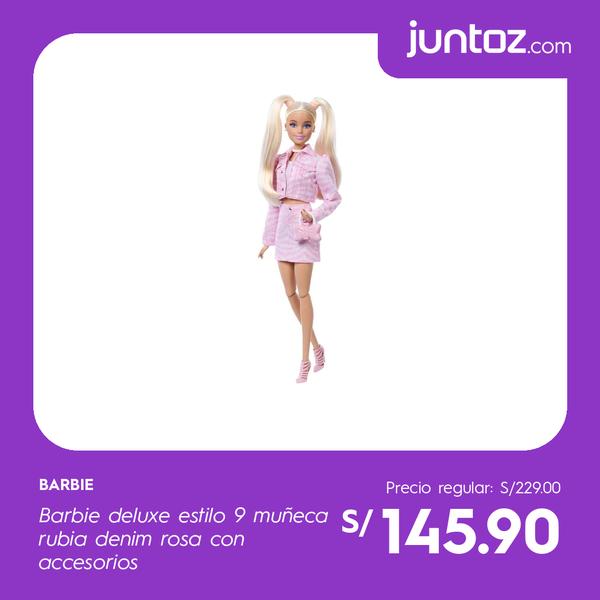 juntoz.com
BARBIE
Barbie deluxe estilo 9 muñeca
rubia denim rosa con
accesorios
Precio regular: S/229.00
S/145.90